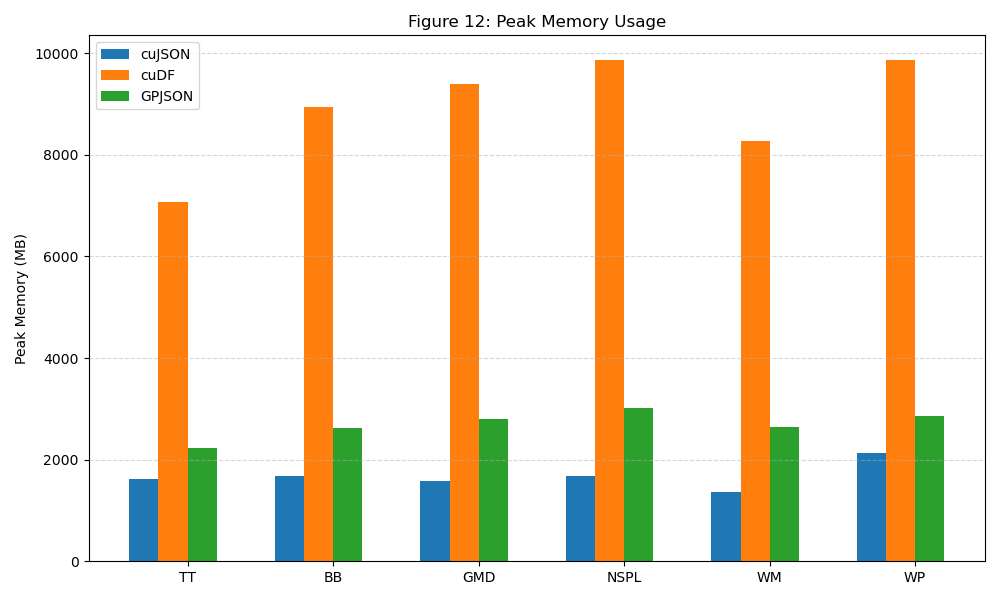 Figure 12: Peak Memory Usage
cuJSON
cuDF
GPJSON
Peak Memory (MB)
10000
8000
6000
4000
2000
0
TT BB GMD NSPL WM WP